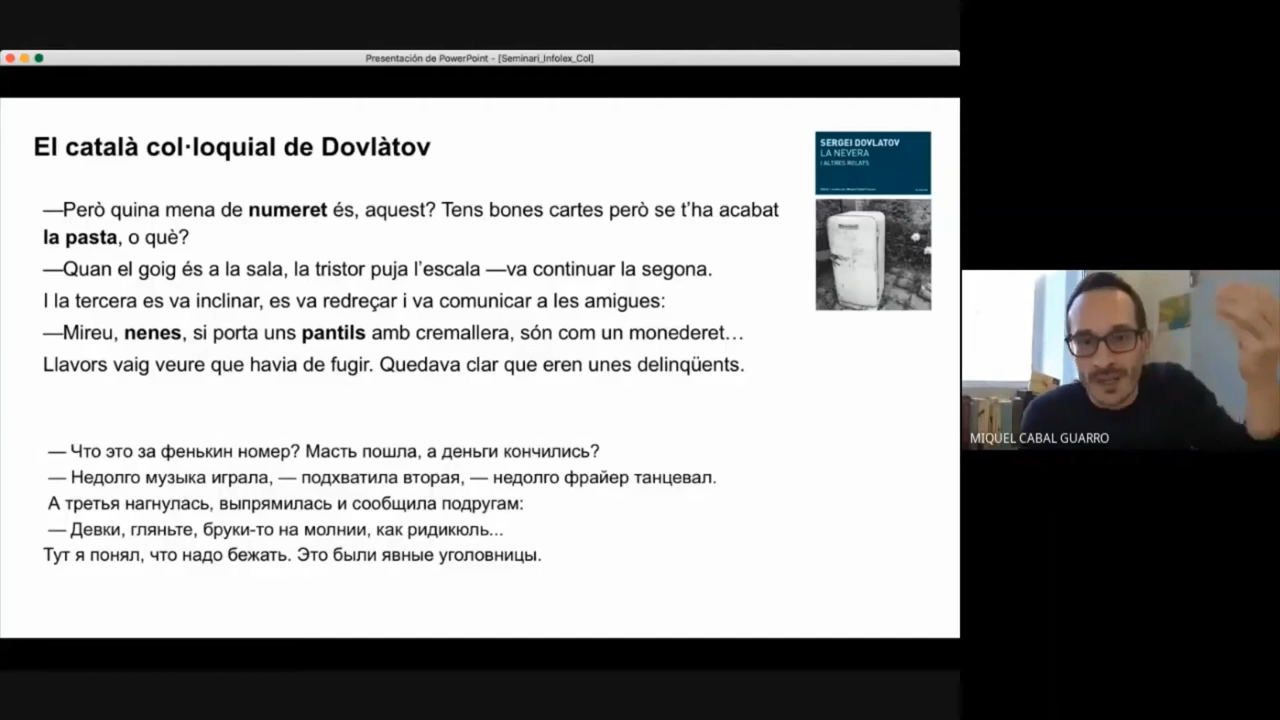 Presentación de PowerPoint - [Seminari_Infolex_Col]
El català col·loquial de Dovlàtov
—Però quina mena de numeret és, aquest? Tens bones cartes però se t’ha acabat
la pasta, o què?
—Quan el goig és a la sala, la tristor puja l’escala —va continuar la segona.
I la tercera es va inclinar, es va redreçar i va comunicar a les amigues:
—Mireu, nenes, si porta uns pantils amb cremallera, són com un monederet…
Llavors vaig veure que havia de fugir. Quedava clar que eren unes delinqüents.
— Что это за фенькин номер? Масть пошла, а деньги кончились?
— Недолго музыка играла, — подхватила вторая, — недолго фрайер танцевал.
А третья нагнулась, выпрямилась и сообщила подругам:
— Девки, гляньте, бруки-то на молнии, как ридикюль...
Тут я понял, что надо бежать. Это были явные уголовницы.
SERGEI DOVLATOV
LA NEVERA
I ALTRES RELATS
MIQUEL CABAL GUARRO